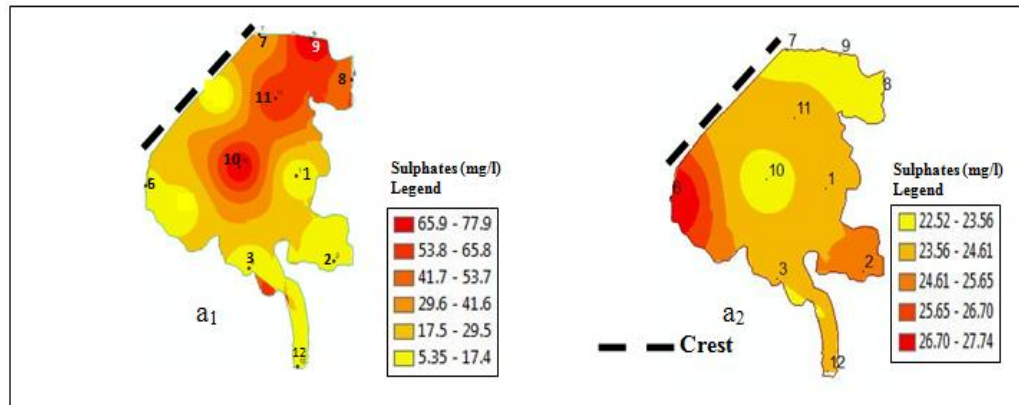 7
9
8
11
10
1
6
3
2
12
a1
Sulphates (mg/l)
Legend
65.9 - 77.9
53.8 - 65.8
41.7 - 53.7
29.6 - 41.6
17.5 - 29.5
5.35 - 17.4
7
9
8
11
10
1
6
3
2
12
a2
Crest
Sulphates (mg/l)
Legend
22.52 - 23.56
23.56 - 24.61
24.61 - 25.65
25.65 - 26.70
26.70 - 27.74